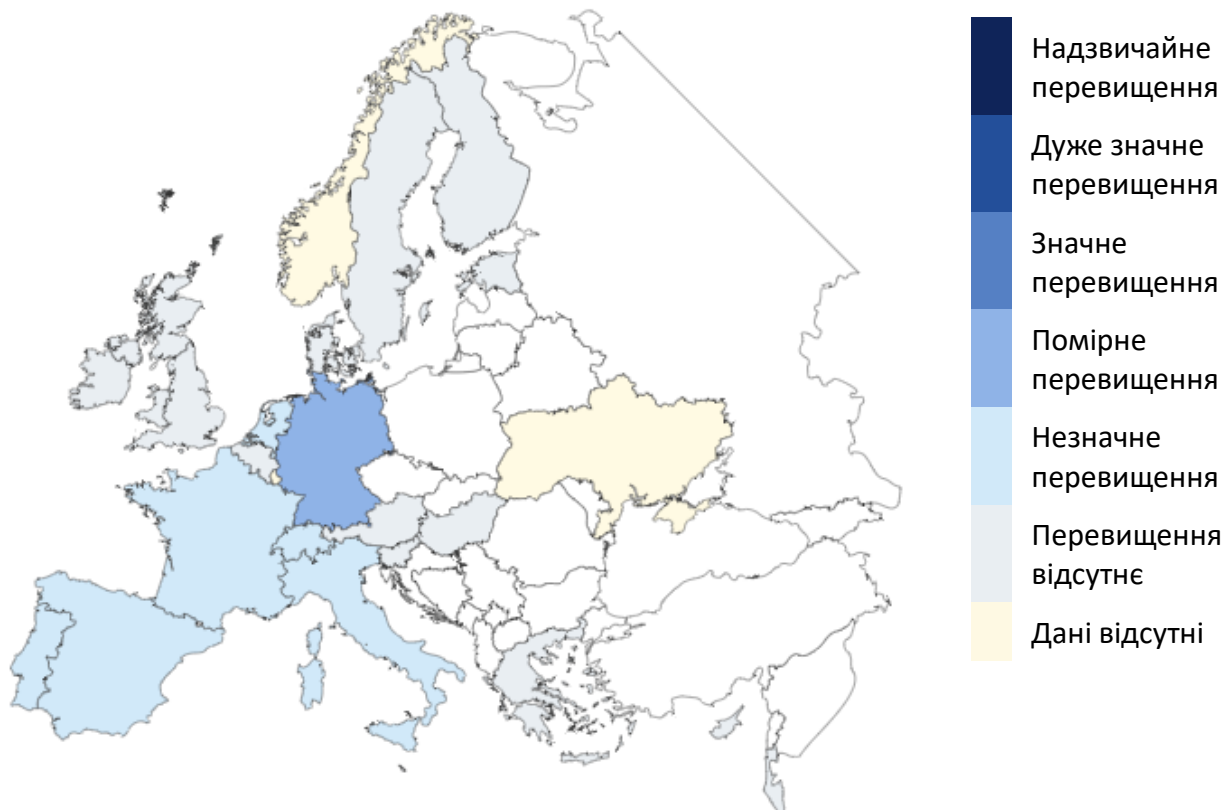 Надзвичайне
перевищення
Дуже значне
перевищення
Значне
перевищення
Помірне
перевищення
Незначне
перевищення
Перевищення
відсутнє
Дані відсутні